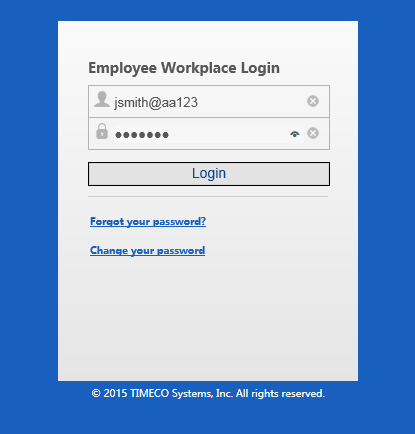 Employee Workplace Login
jsmith@aa123
●●●●●●●
Login
Forgot your password?
Change your password
© 2015 TIMECO Systems, Inc. All rights reserved.